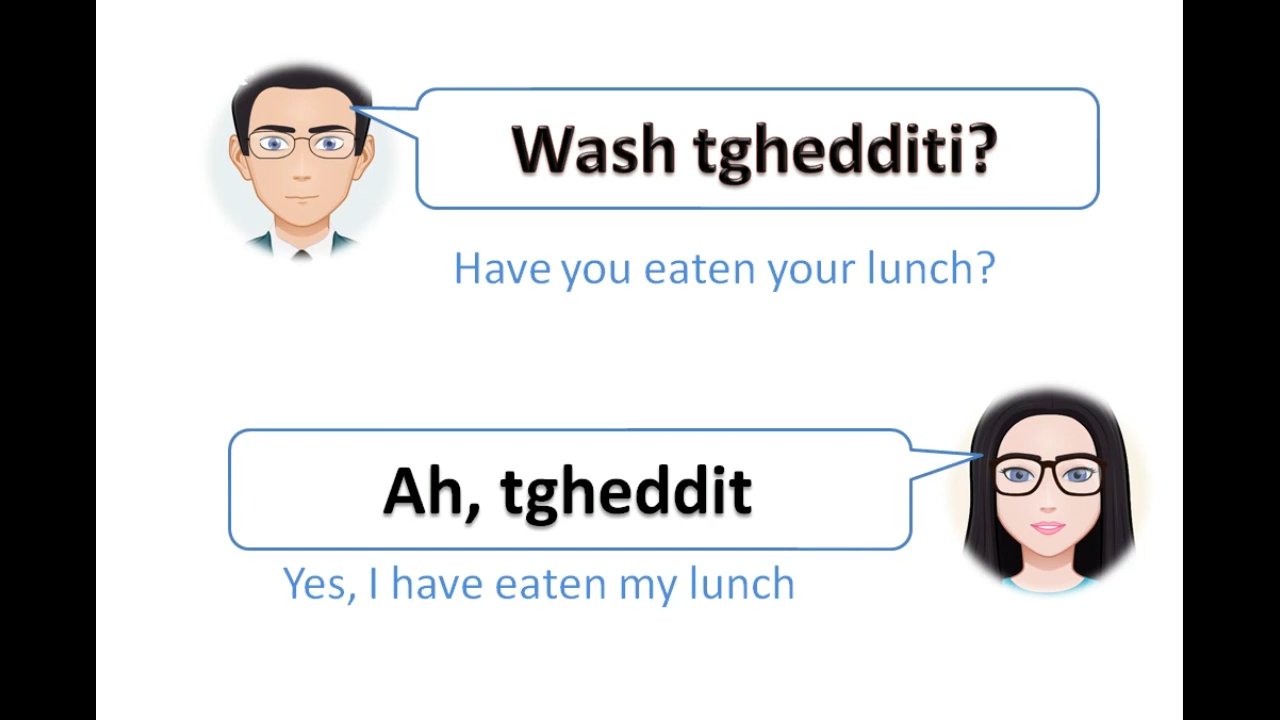 Wash tghedditi?
Have you eaten your lunch?
Ah, tgheddit
Yes, I have eaten my lunch